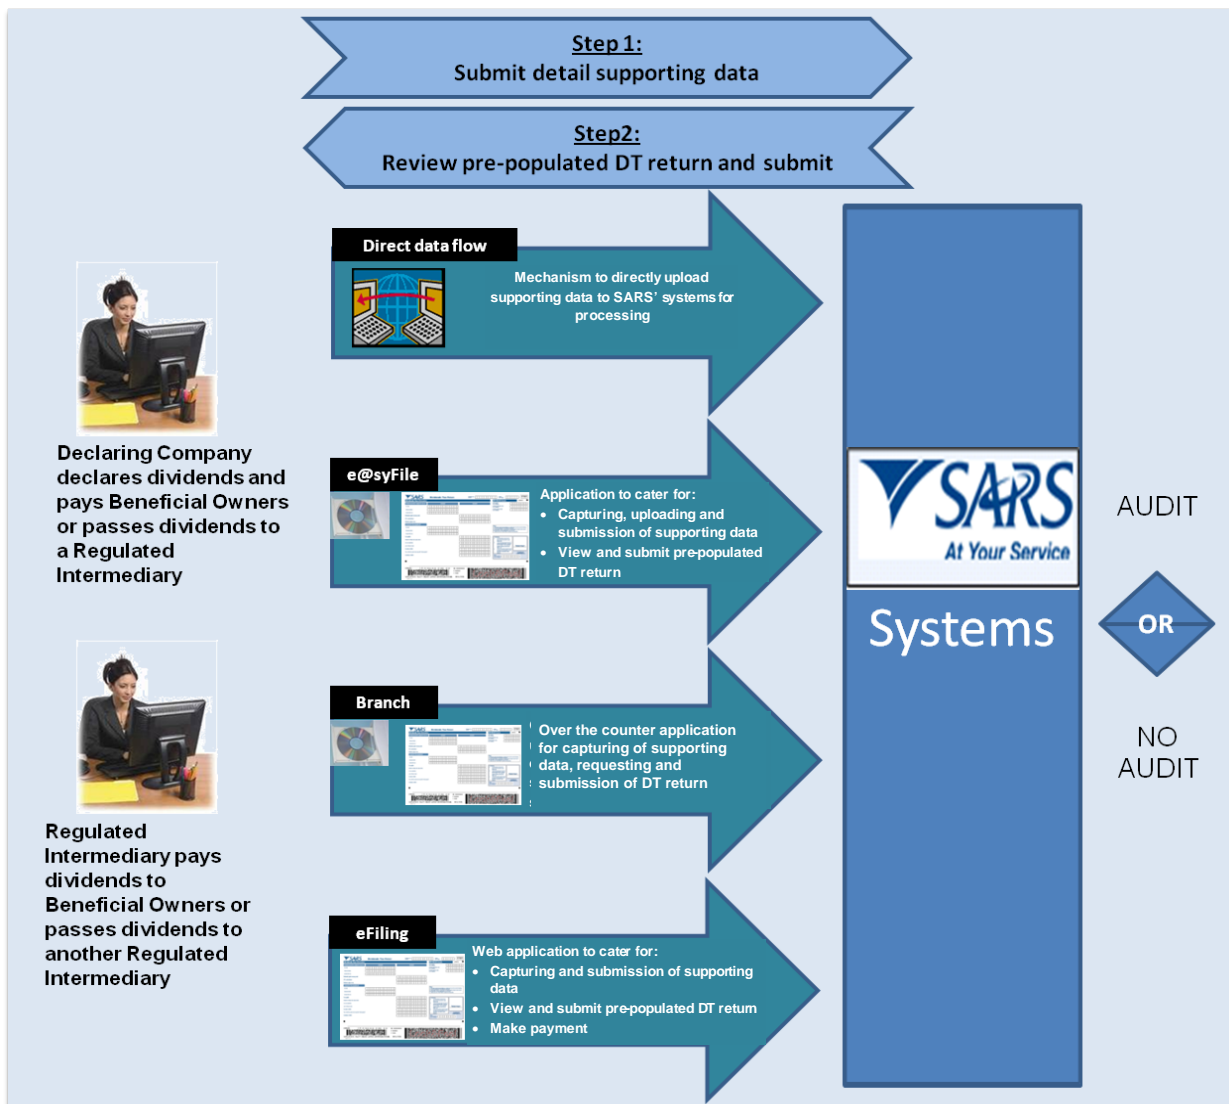 Step 1:
Submit detail supporting data
Step2:
Review pre-populated DT return and submit
Direct data flow
Mechanism to directly upload
supporting data to SARS' systems for
processing
Declaring Company
declares dividends and
pays Beneficial Owners
or passes dividends to
a Regulated
Intermediary
e@syFile
SARS
Application to cater for:
• Capturing, uploading and
submission of supporting data
• View and submit pre-populated
DT return
SARS
At Your Service
Systems
AUDIT
OR
NO
AUDIT
Branch
SARS
Over the counter application
for capturing of supporting
data, requesting and
submission of DT return
Regulated
Intermediary pays
dividends to
Beneficial Owners or
passes dividends to
another Regulated
Intermediary
eFiling
Web application to cater for:
• Capturing and submission of supporting
data
• View and submit pre-populated DT return
• Make payment